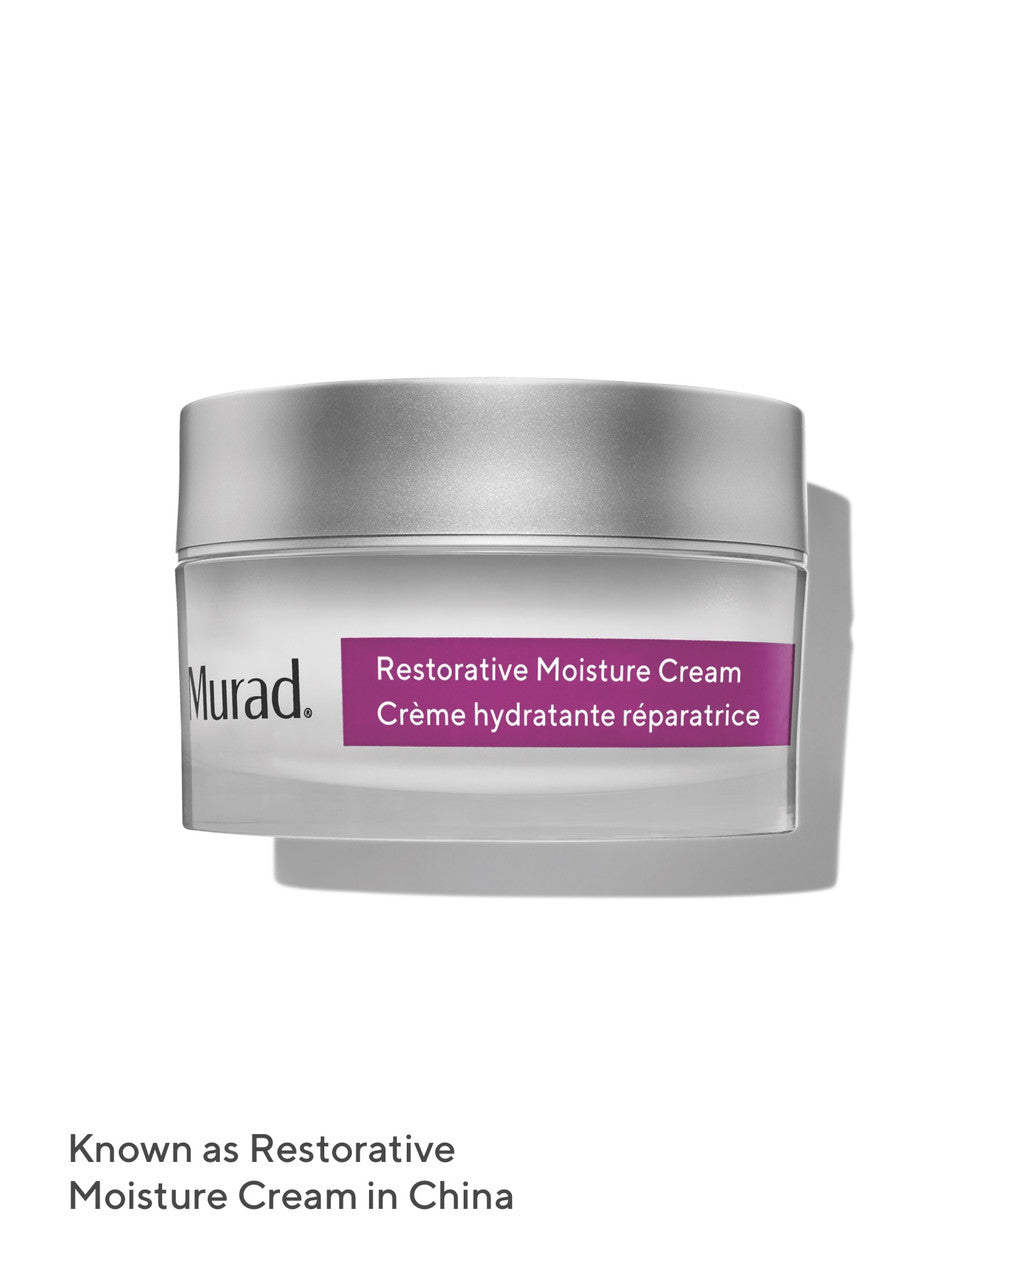 Murad.®
Restorative Moisture Cream
Crème hydratante réparatrice
Known as Restorative
Moisture Cream in China